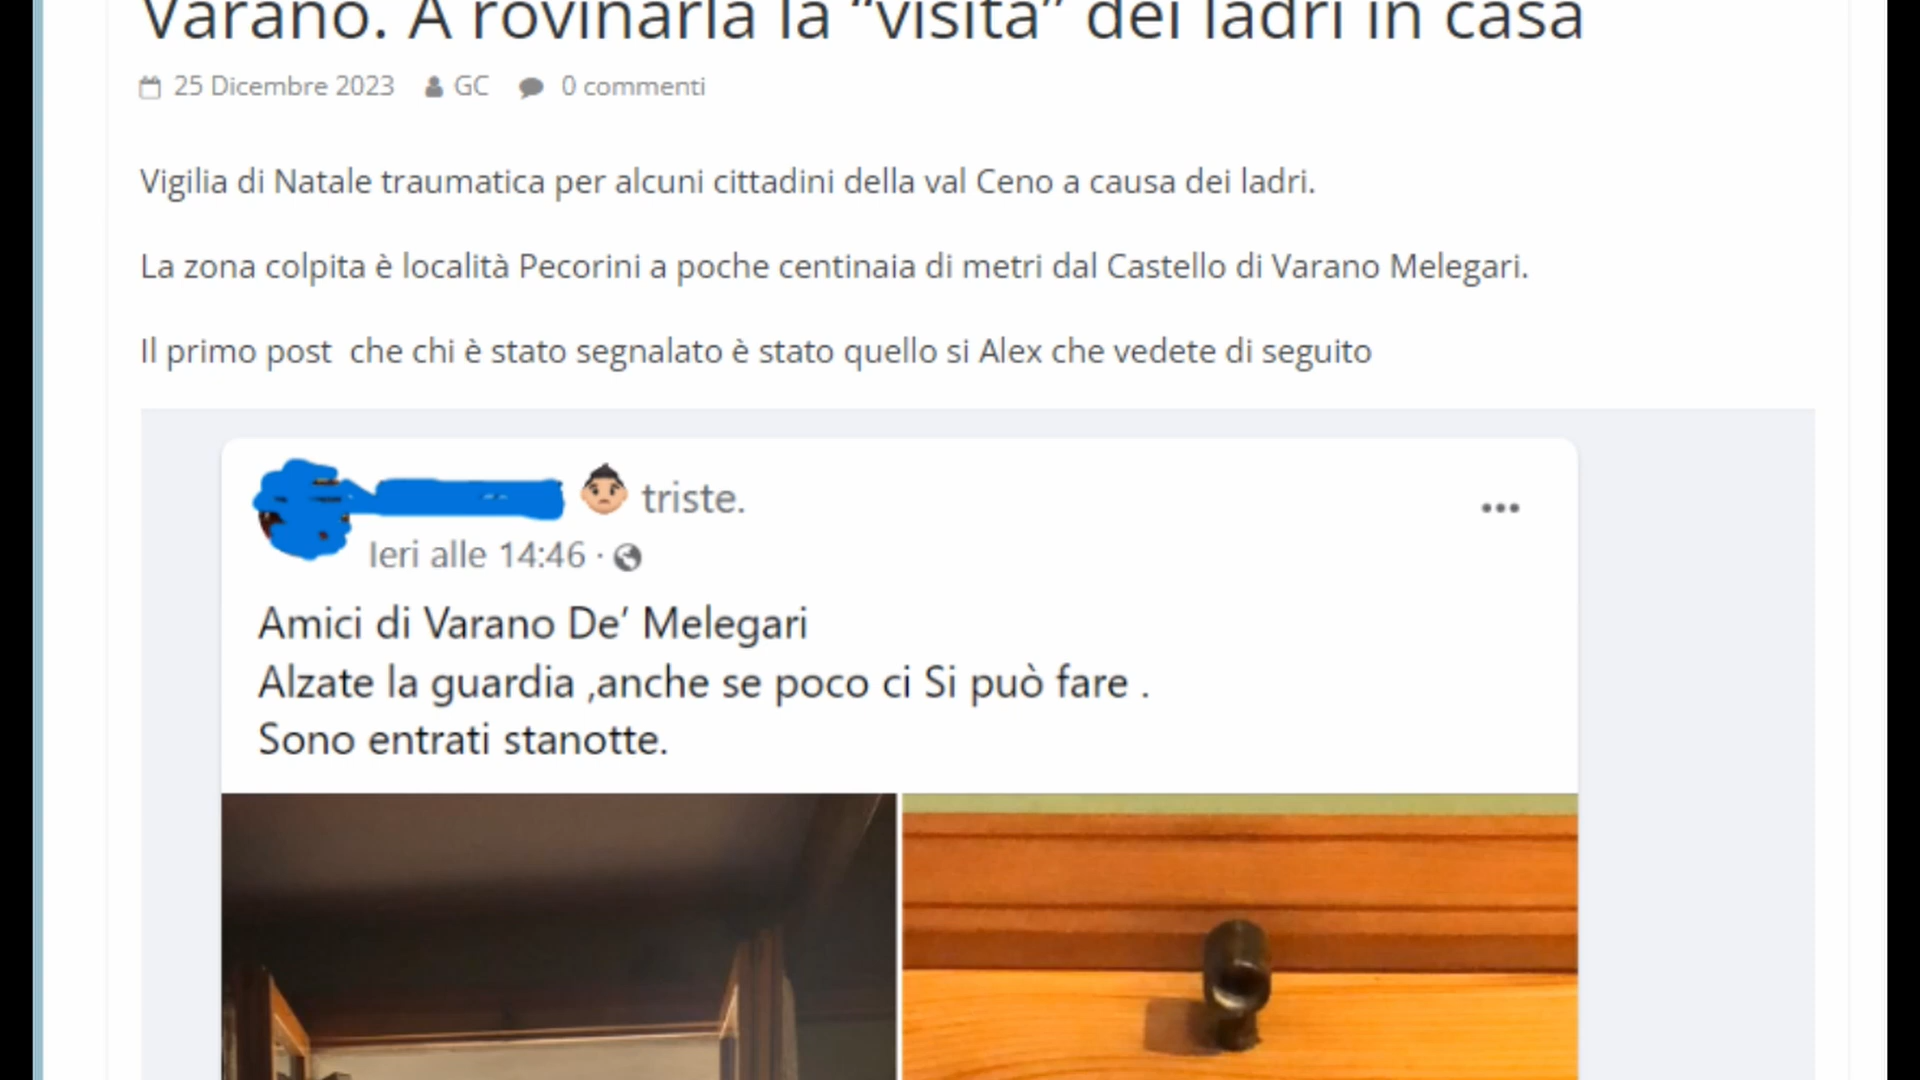 Varano. A rovinarla la “visita” dei ladri in casa
25 Dicembre 2023 GC 0 commenti
Vigilia di Natale traumatica per alcuni cittadini della val Ceno a causa dei ladri.
La zona colpita è località Pecorini a poche centinaia di metri dal Castello di Varano Melegari.
Il primo post  che chi è stato segnalato è stato quello si Alex che vedete di seguito
triste.
Ieri alle 14:46 ·
Amici di Varano De’ Melegari
Alzate la guardia ,anche se poco ci Si può fare .
Sono entrati stanotte.